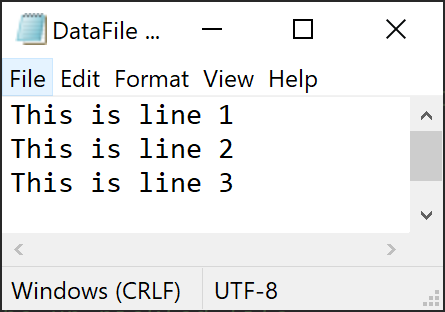 DataFile ...
File Edit Format View Help
This is line 1
This is line 2
This is line 3
Windows (CRLF) UTF-8